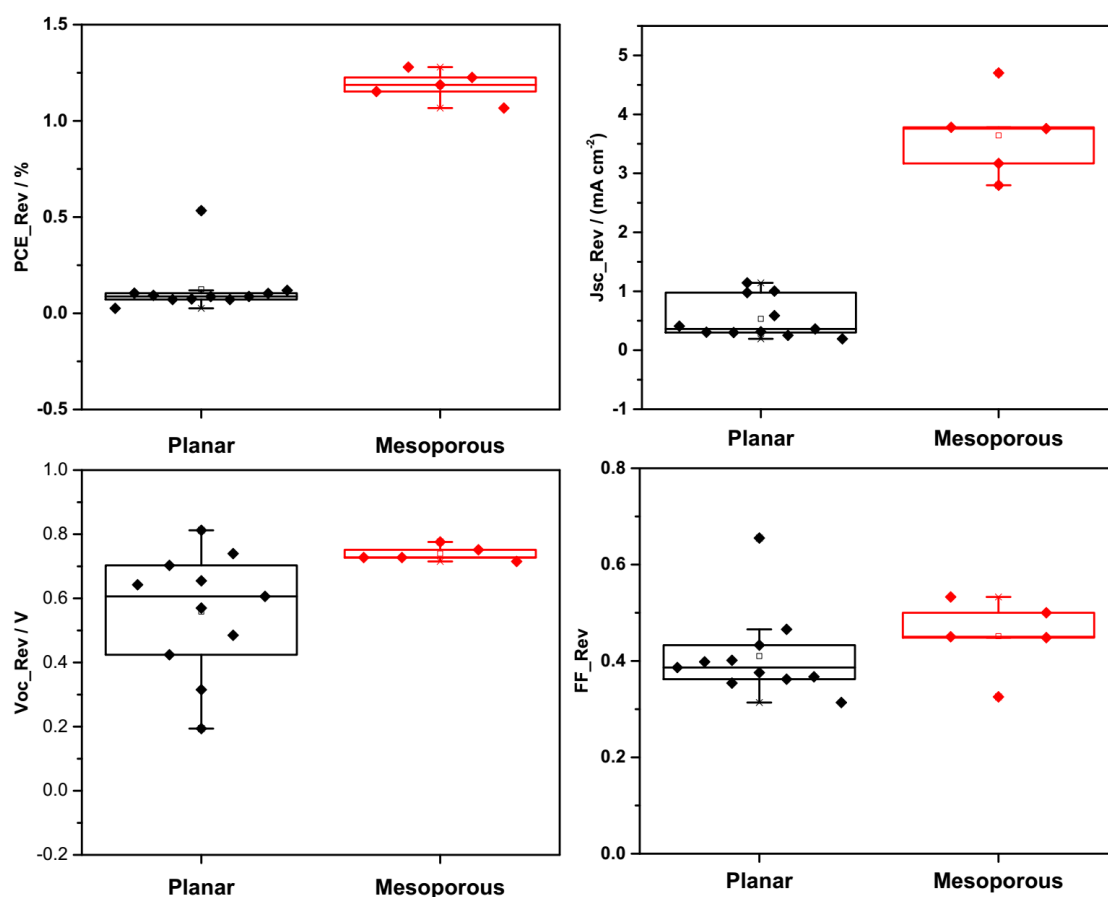 PCE_Rev / %
1.5
1.0
0.5
0.0
-0.5
Planar
Mesoporous
Jsc_Rev / (mA cm-2)
5
4
3
2
1
0
-1
Planar
Mesoporous
Voc_Rev / V
1.0
0.8
0.6
0.4
0.2
0.0
-0.2
Planar
Mesoporous
FF_Rev
0.8
0.6
0.4
0.2
0.0
Planar
Mesoporous